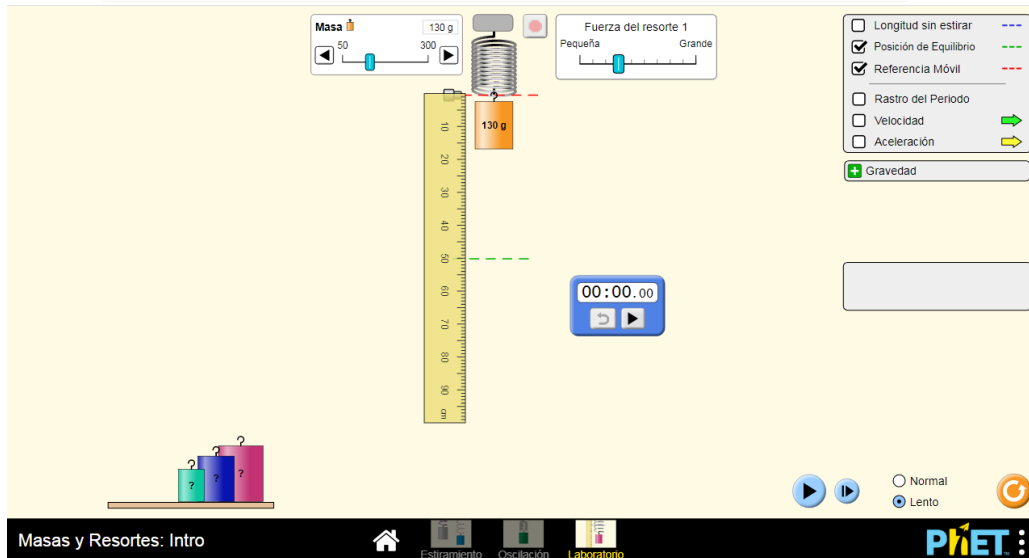 Masa
130 g
50
300
Fuerza del resorte 1
Pequeña
Grande
Longitud sin estirar
Posición de Equilibrio
Referencia Móvil
Rastro del Periodo
Velocidad
Aceleración
Gravedad
130 g
10
20
30
40
50
60
70
80
90
cm
00:00.00
?
?
?
Normal
Lento
Masas y Resortes: Intro
Estiramiento
Oscilación
Laboratorio
PhET